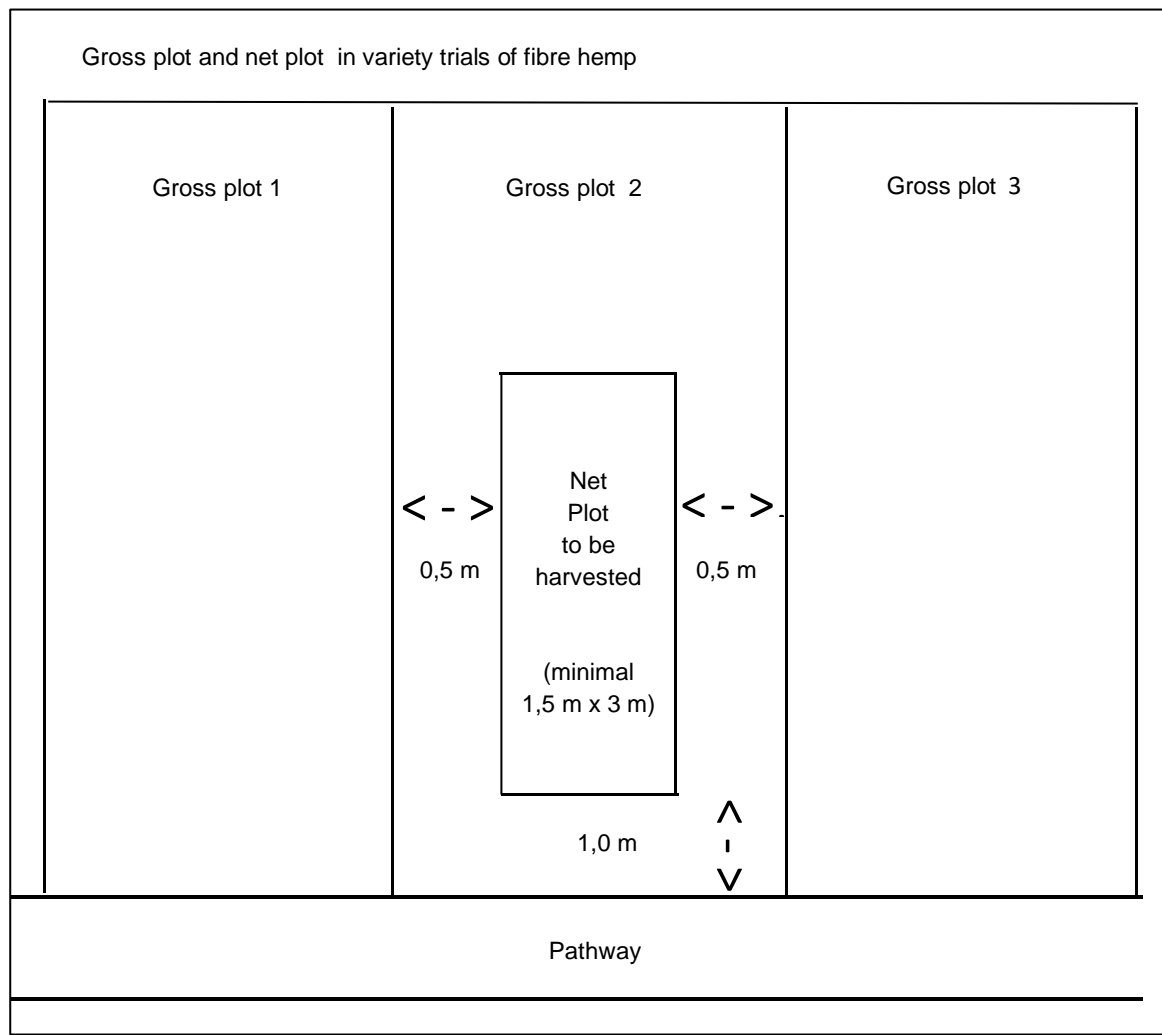 Gross plot and net plot in variety trials of fibre hemp
Gross plot 1
Gross plot 2
Gross plot 3
Net
Plot
to be
harvested
(minimal
1,5 m x 3 m)
< - >
< - >
0,5 m
0,5 m
1,0 m
Pathway